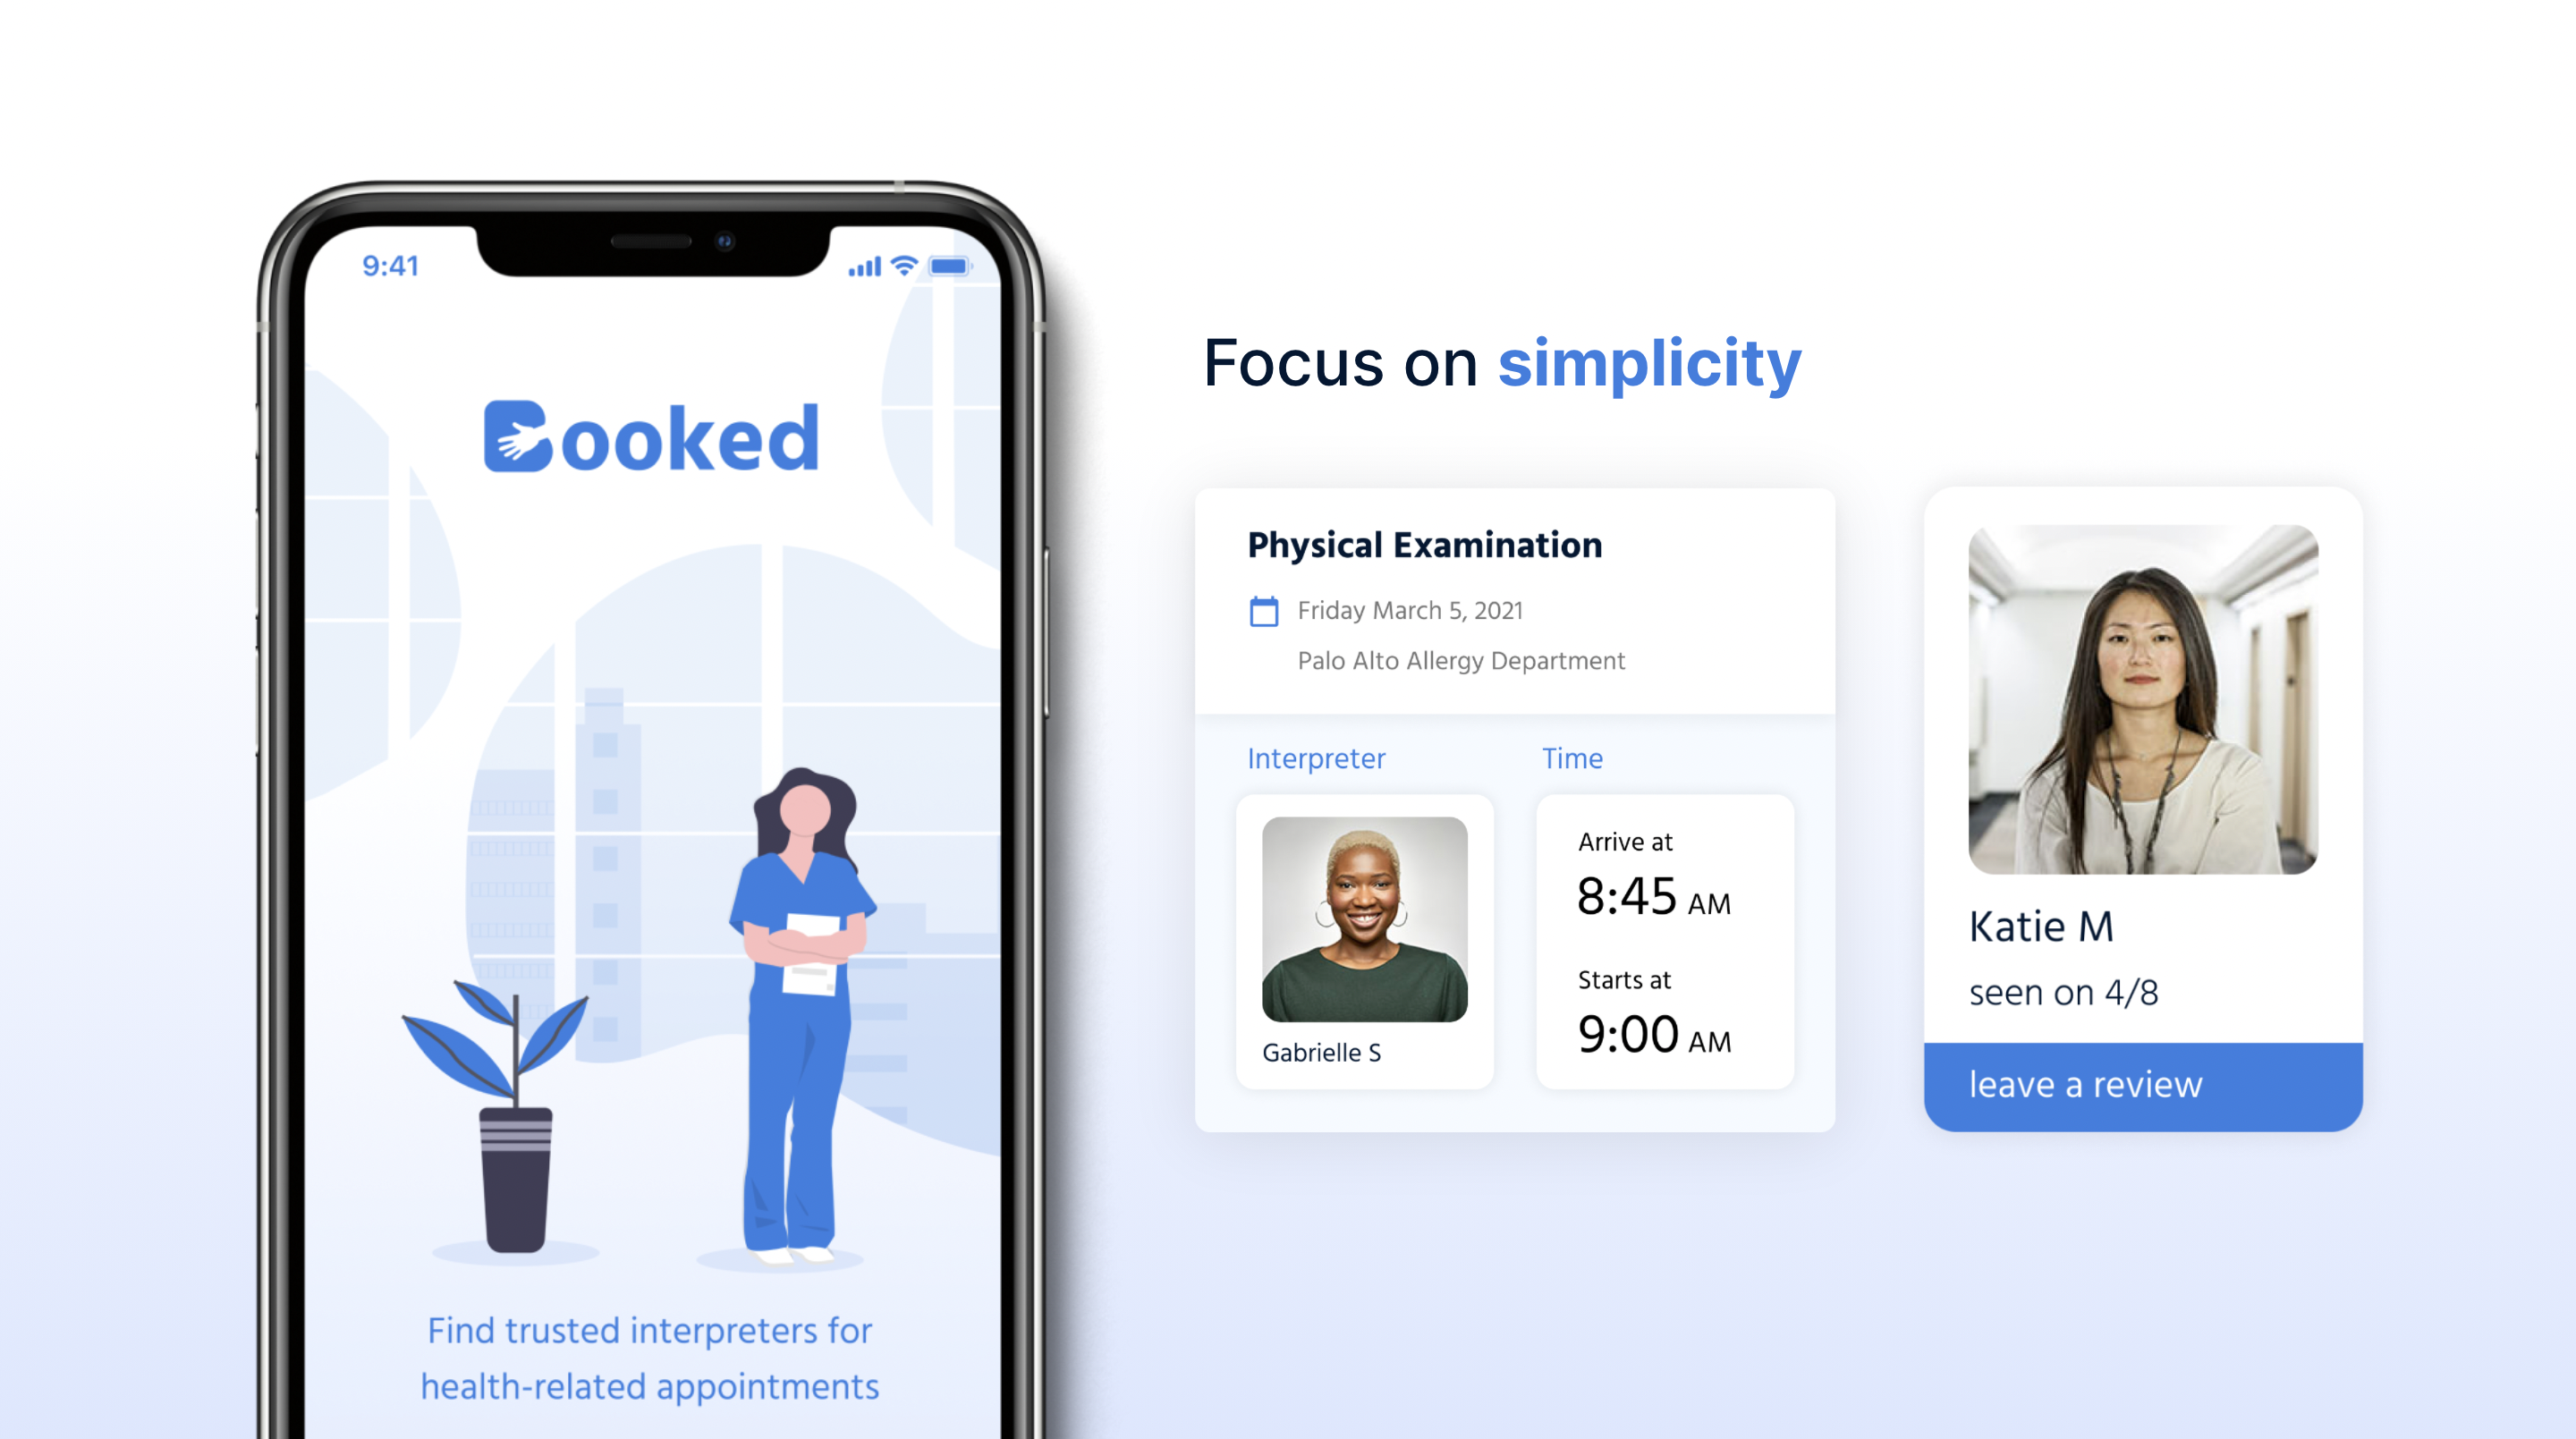 9:41
Booked
Find trusted interpreters for
health-related appointments
Focus on simplicity
Physical Examination
Friday March 5, 2021
Palo Alto Allergy Department
Interpreter
Gabrielle S
Time
Arrive at
8:45 AM
Starts at
9:00 AM
Katie M
seen on 4/8
leave a review